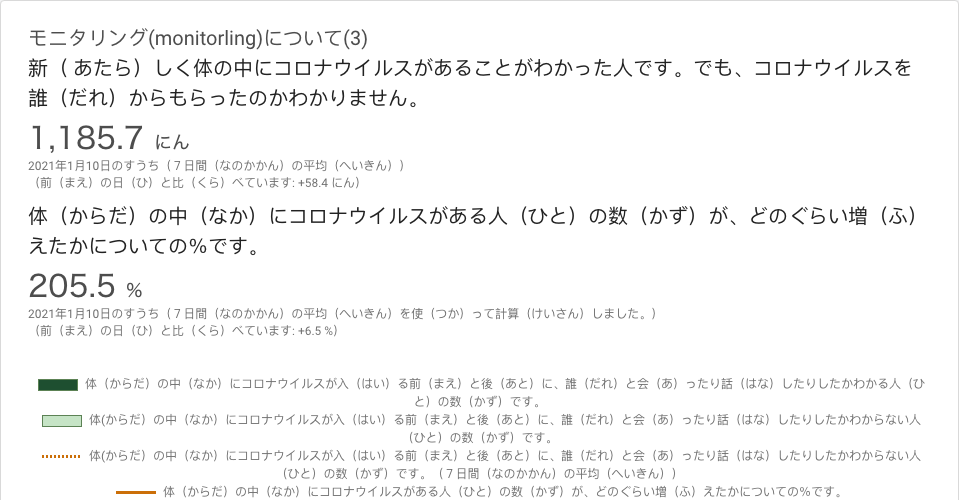 モニタリング(monitorling)について(3)
新（ あたら）しく体の中にコロナウイルスがあることがわかった人です。でも、コロナウイルスを
誰（だれ）からもらったのかわかりません。
1,185.7 にん
2021年1月10日のすうち（７日間（なのかかん）の平均（へいきん））
（前（まえ）の日（ひ）と比（くら）べています: +58.4 にん）
体（からだ）の中（なか）にコロナウイルスがある人（ひと）の数（かず）が、どのぐらい増（ふ）
えたかについての％です。
205.5 %
2021年1月10日のすうち（７日間（なのかかん）の平均（へいきん）を使（つか）って計算（けいさん）しました。）
（前（まえ）の日（ひ）と比（くら）べています: +6.5 %）
体（からだ）の中（なか）にコロナウイルスが入（はい）る前（まえ）と後（あと）に、誰（だれ）と会（あ）ったり話（はな）したりしたかわかる人（ひ
と）の数（かず）です。
体(からだ）の中（なか）にコロナウイルスが入（はい）る前（まえ）と後（あと）に、誰（だれ）と会（あ）ったり話（はな）したりしたかわからない人
（ひと）の数（かず）です。
体(からだ）の中（なか）にコロナウイルスが入（はい）る前（まえ）と後（あと）に、誰（だれ）と会（あ）ったり話（はな）したりしたかわからない人
（ひと）の数（かず）です。（７日間（なのかかん）の平均（へいきん））
体（からだ）の中（なか）にコロナウイルスがある人（ひと）の数（かず）が、どのぐらい増（ふ）えたかについての％です。